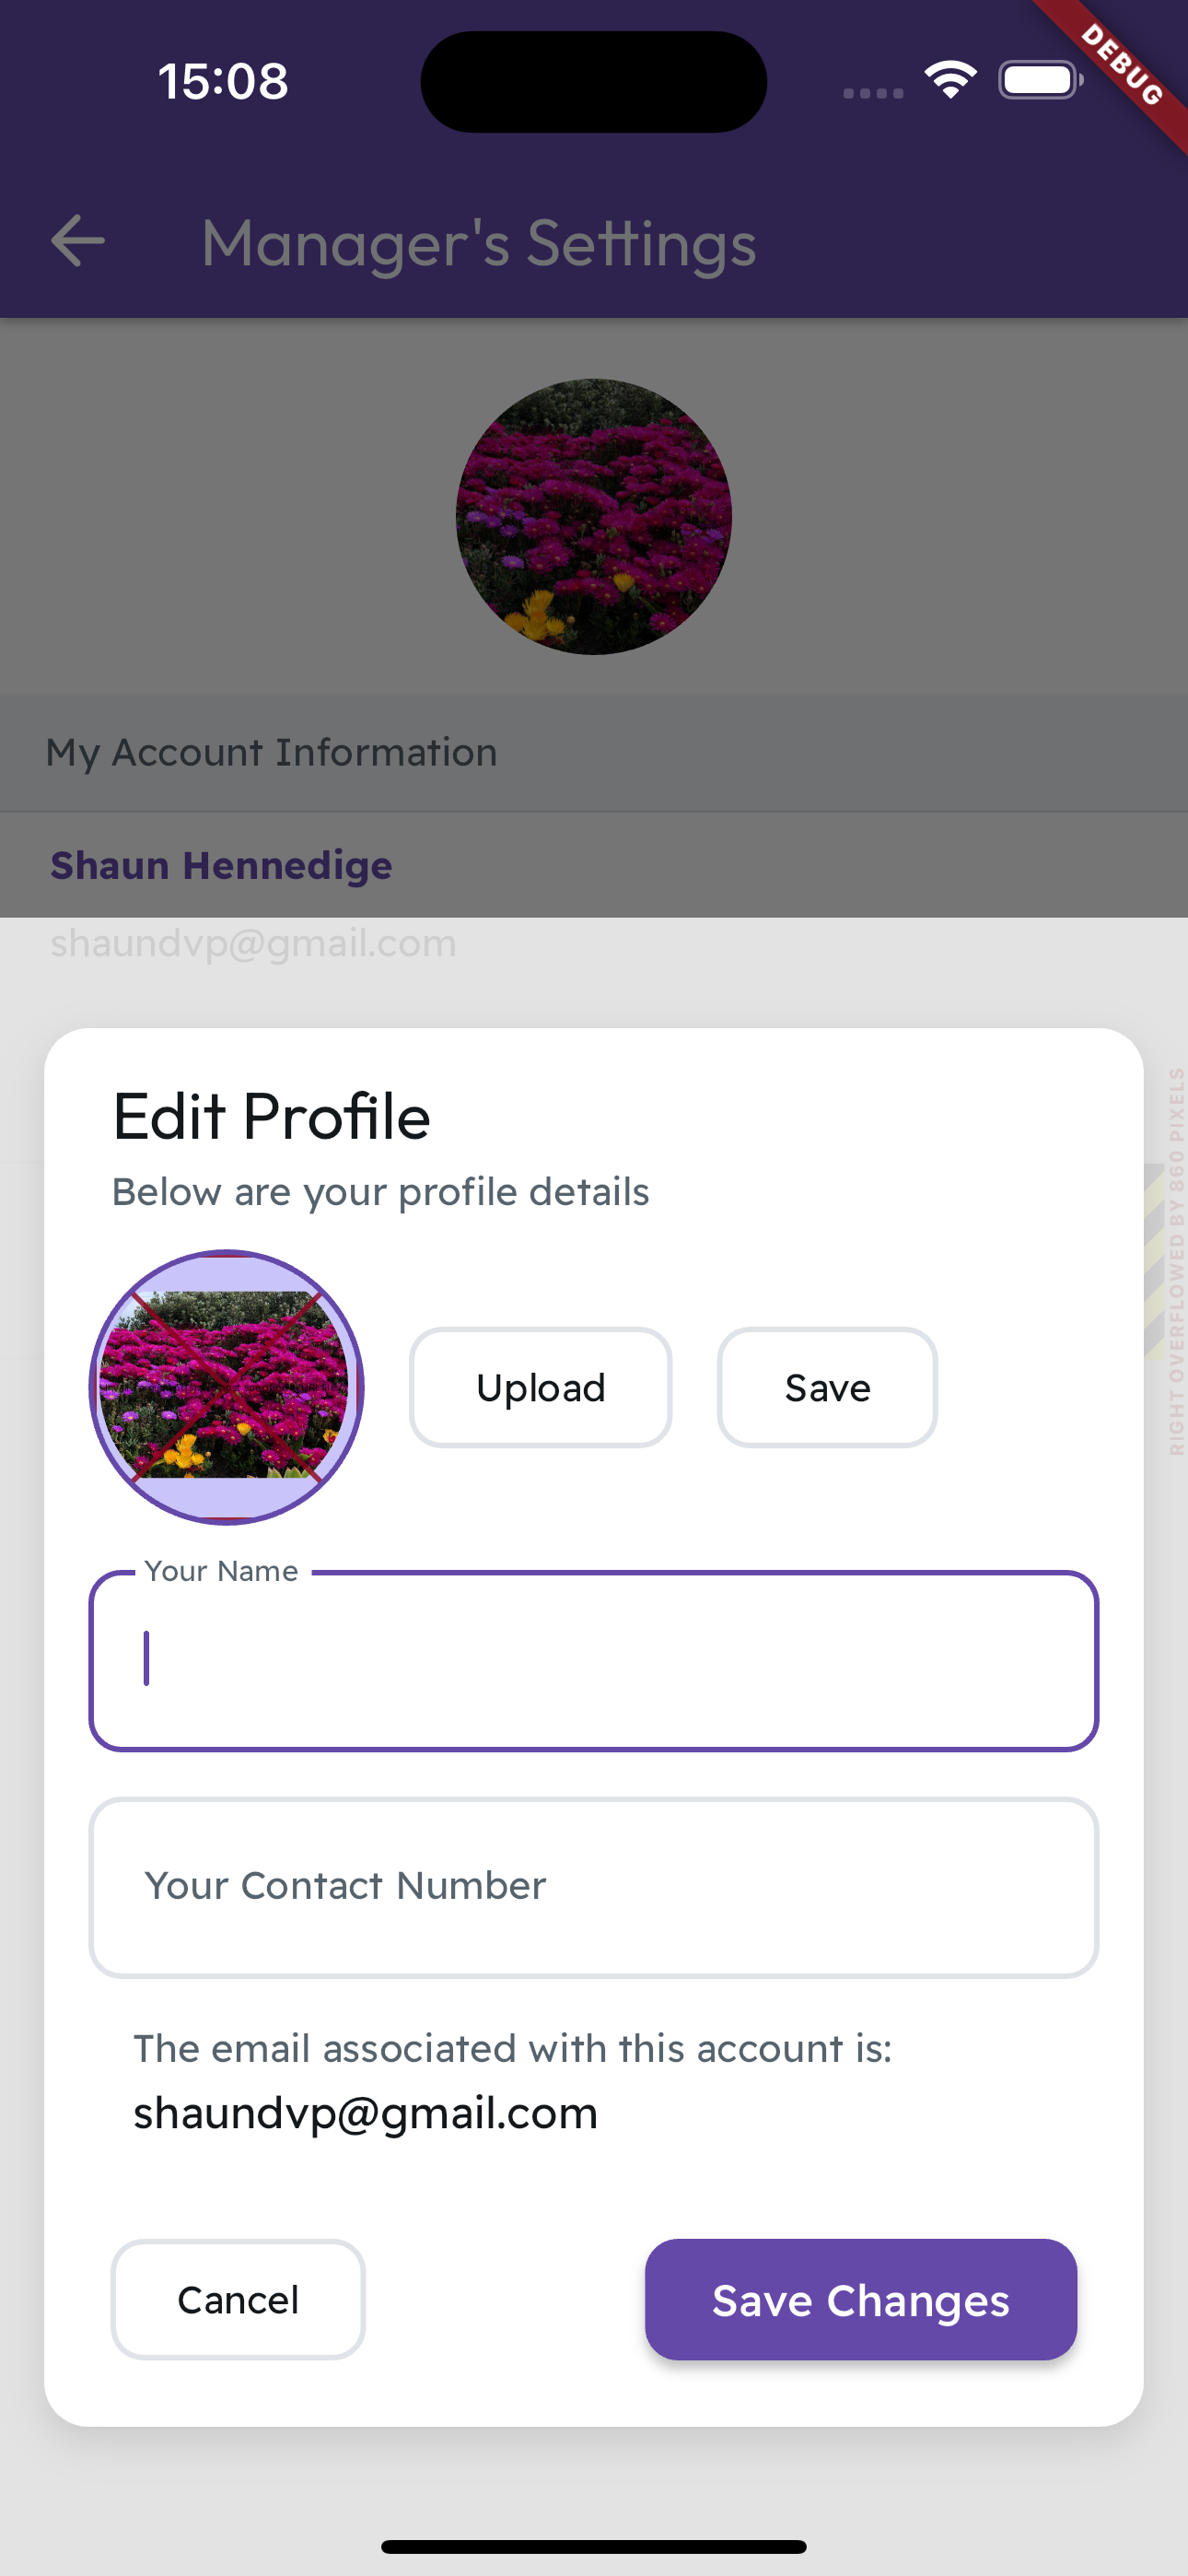 15:08
DEBUG
Manager's Settings
My Account Information
Shaun Hennedige
shaundvp@gmail.com
RIGHT OVERFLOWED BY 860 PIXELS
Edit Profile
Below are your profile details
Upload
Save
Your Name
Your Contact Number
The email associated with this account is:
shaundvp@gmail.com
Cancel
Save Changes